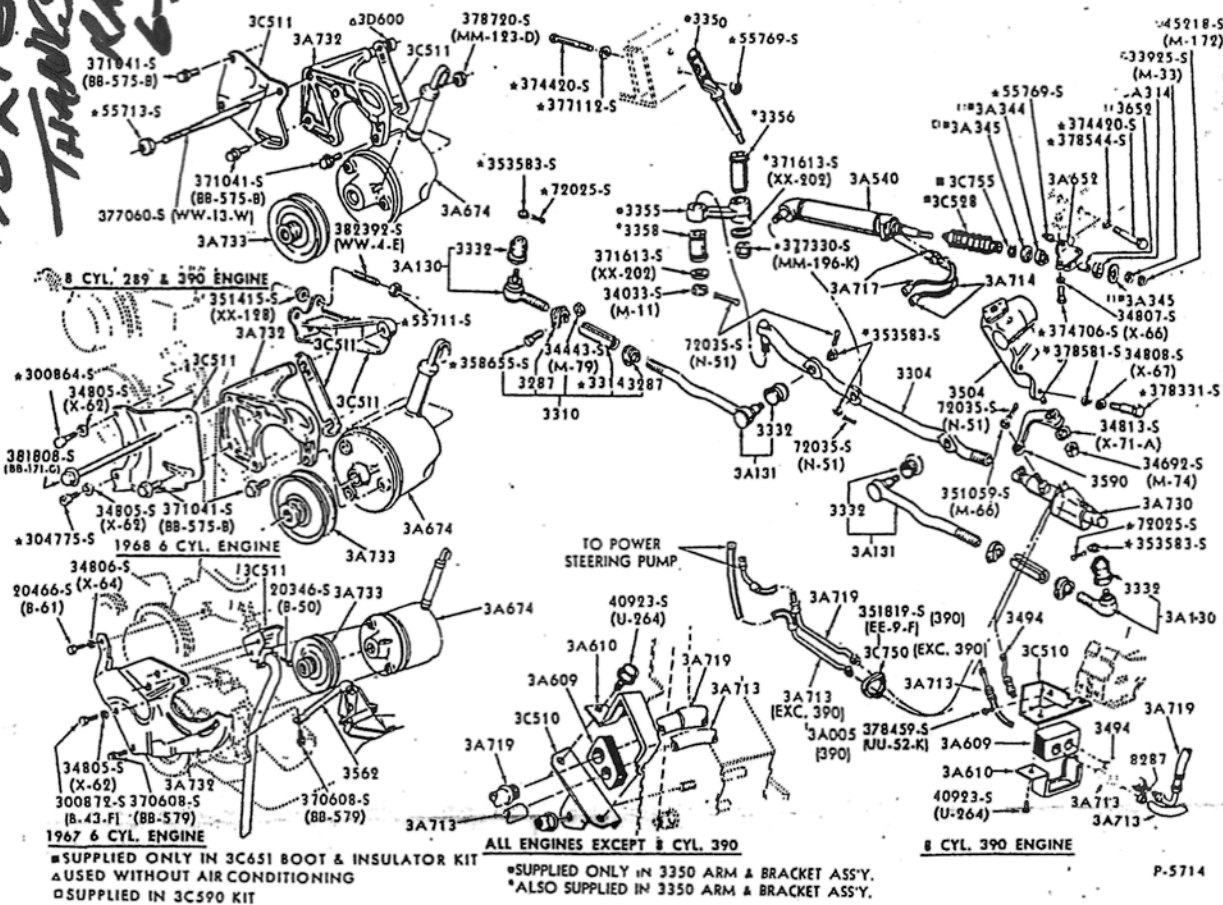 THANKS
3C511
3A732
▵3D600
378720-S
(MM-123-D)
3C511
371041-S
(BB-575-B)
*55713-S
371041-S
(BB-575-B)
377060-S (WW-13-W)
3A733
3A674
382392-S
(WW-4-E)
*374420-S
*377112-S
*3350
*55769-S
*3356
*353583-S
*72025-S
3332
3A130
*3355
*3358
*371613-S
(XX-202)
371613-S
(XX-202)
34033-S
(M-11)
*377330-S
(MM-196-K)
3A540
3A717
3A714
■3C755
■3C528
*55769-S
3A344
3A345
45218-S
(M-172)
33925-S
(M-33)
3A314
3652
*374420-S
*378544-S
3A652
3A345
34807-S
(X-66)
*374706-S
*378581-S
34808-S
(X-67)
*378331-S
3504
72035-S
(N-51)
34813-S
(X-71-A)
34692-S
(M-74)
3590
351059-S
(M-66)
3A730
*72025-S
*353583-S
3332
3A130
8 CYL. 289 & 390 ENGINE
*351415-S
(XX-128)
3A732
*55711-S
3C511
3C511
3C511
*358655-S
34443-S
(M-79)
3287
*3314
3287
3310
72035-S
(N-51)
*353583-S
3304
3332
3A131
72035-S
(N-51)
3332
3A131
*300864-S
34805-S
(X-62)
381808-S
(BB-171-G)
34805-S
(X-62)
371041-S
(BB-575-B)
*304775-S
3A674
3A733
1968 6 CYL. ENGINE
34806-S
(X-64)
20466-S
(B-61)
3C511
20346-S
(B-50)
3A733
3A674
34805-S
(X-62)
300872-S
(B-43-F)
370608-S
(BB-579)
3A732
3562
370608-S
(BB-579)
1967 6 CYL. ENGINE
TO POWER
STEERING PUMP
40923-S
(U-264)
3A610
3A609
3C510
3A719
3A713
3A719
3A713
3A719
351819-S (390)
(EE-9-F)
3C750 (EXC. 390)
3A713
(EXC. 390)
3A005
(390)
ALL ENGINES EXCEPT 8 CYL. 390
3494
3C510
3A713
378459-S
(UU-52-K)
3A609
3A610
40923-S
(U-264)
3494
3A719
8287
3A713
3A713
8 CYL. 390 ENGINE
■SUPPLIED ONLY IN 3C651 BOOT & INSULATOR KIT
▵USED WITHOUT AIR CONDITIONING
□SUPPLIED IN 3C590 KIT
*SUPPLIED ONLY IN 3350 ARM & BRACKET ASS'Y.
*ALSO SUPPLIED IN 3350 ARM & BRACKET ASS'Y.
P-5714